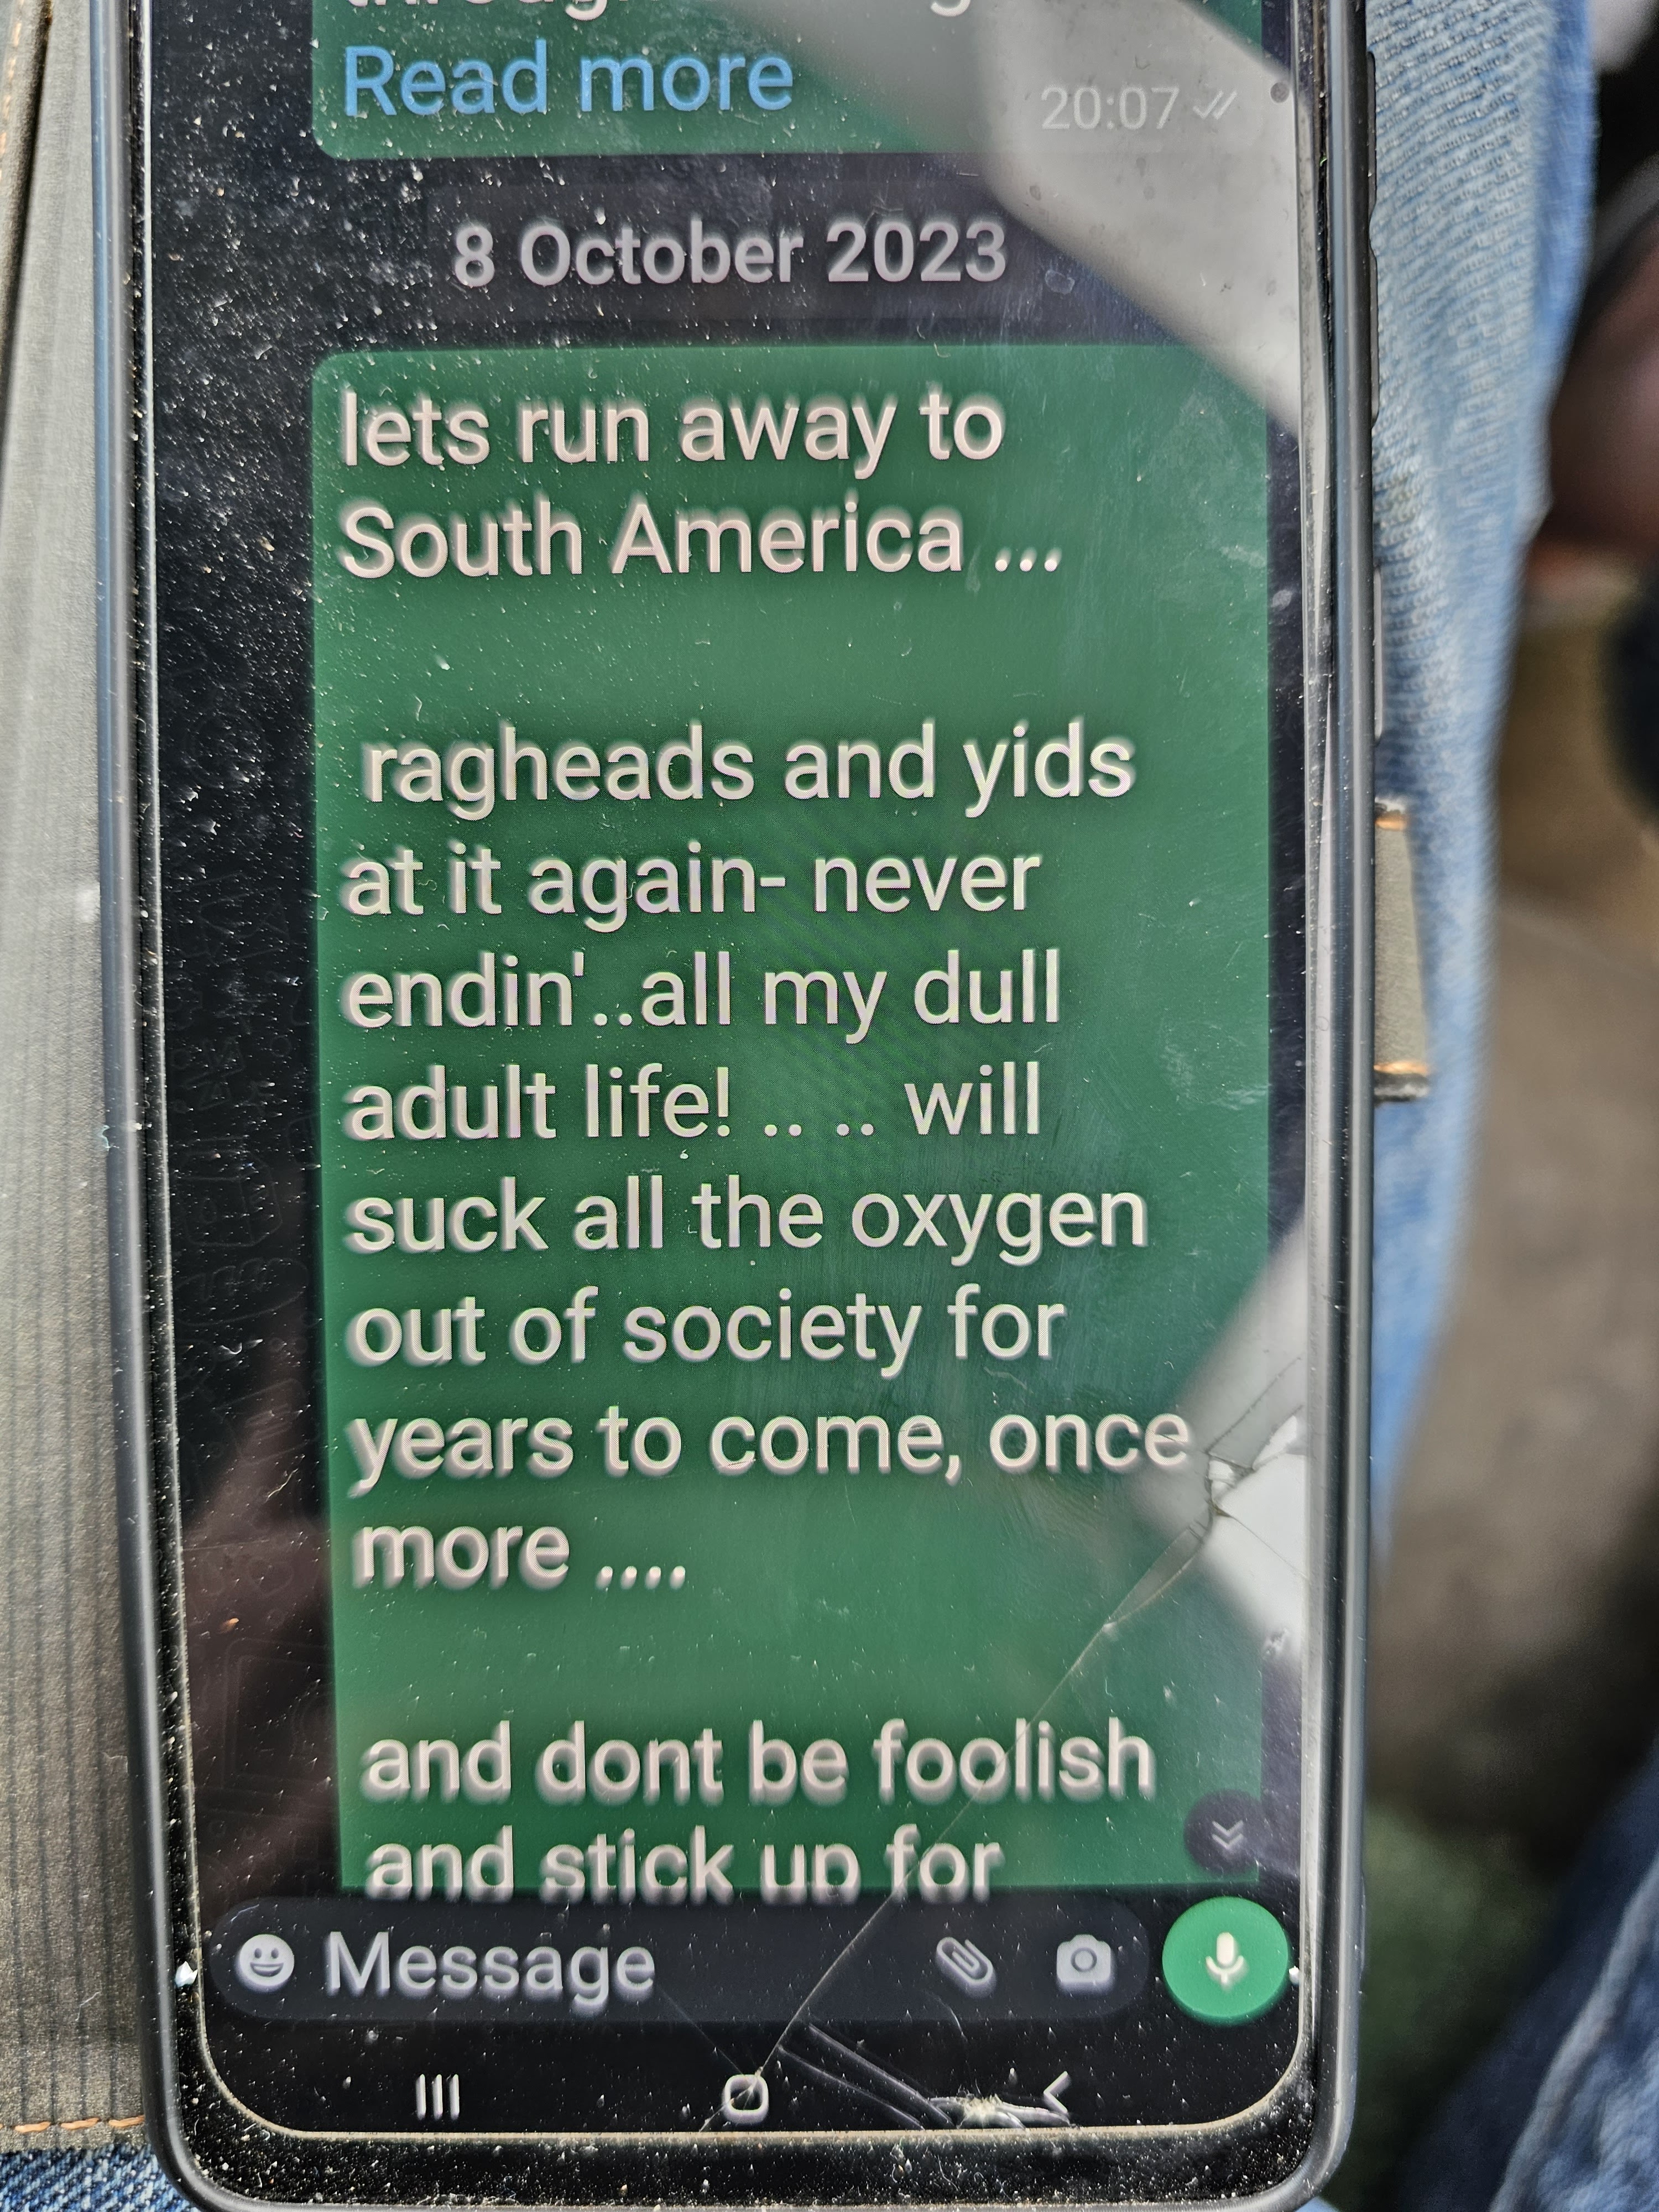 Read more
20:07
8 October 2023
lets run away to
South America ...
ragheads and yids
at it again- never
endin'..all my dull
adult life! .. .. will
suck all the oxygen
out of society for
years to come, once
more ....
and dont be foolish
and stick up for
Message